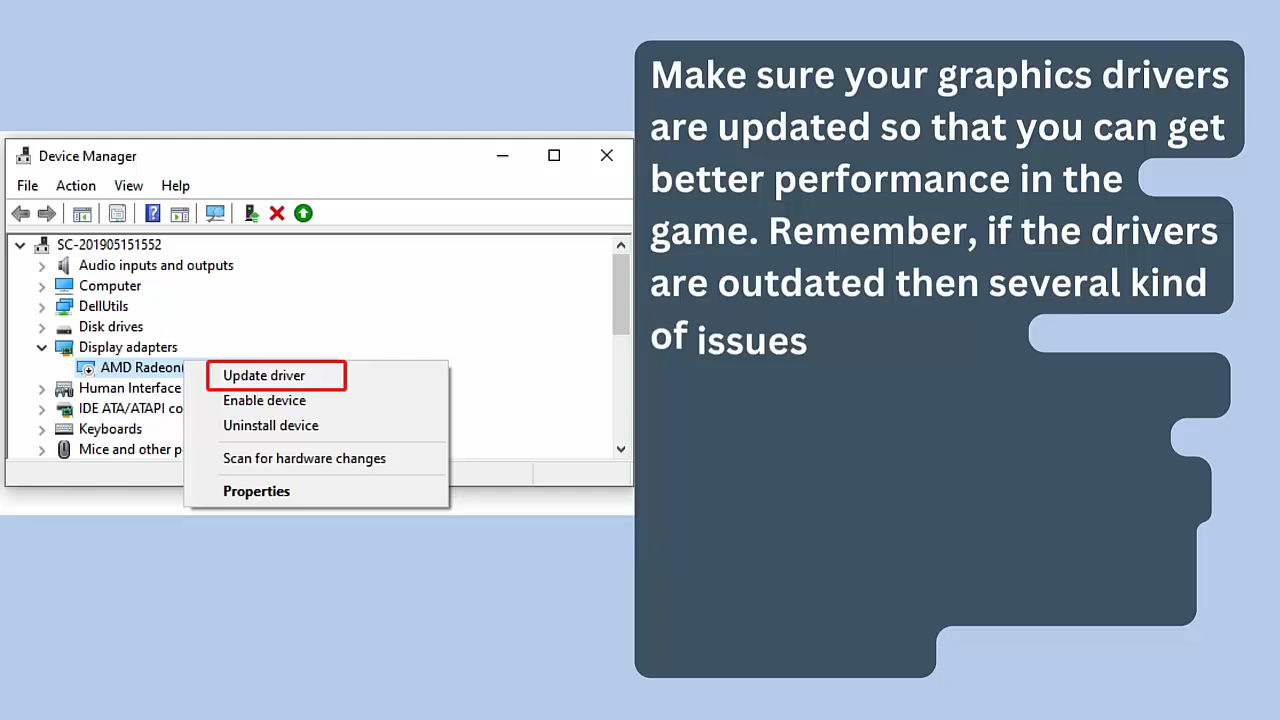 Device Manager
File Action View Help
SC-201905151552
Audio inputs and outputs
Computer
DellUtils
Disk drives
Display adapters
AMD Radeon(
Human Interface
IDE ATA/ATAPI co
Keyboards
Mice and other p
Update driver
Enable device
Uninstall device
Scan for hardware changes
Properties
Make sure your graphics drivers
are updated so that you can get
better performance in the
game. Remember, if the drivers
are outdated then several kind
of issues